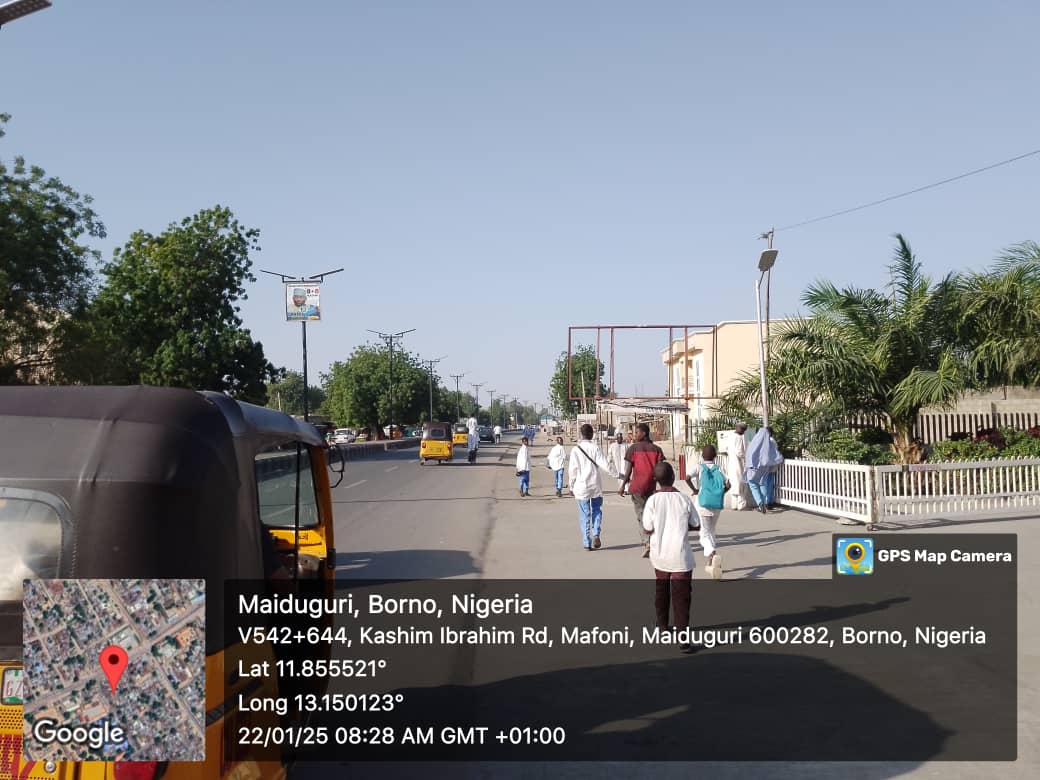 GPS Map Camera
Maiduguri, Borno, Nigeria
V542+644, Kashim Ibrahim Rd, Mafoni, Maiduguri 600282, Borno, Nigeria
Lat 11.855521°
Long 13.150123°
22/01/25 08:28 AM GMT +01:00
Google